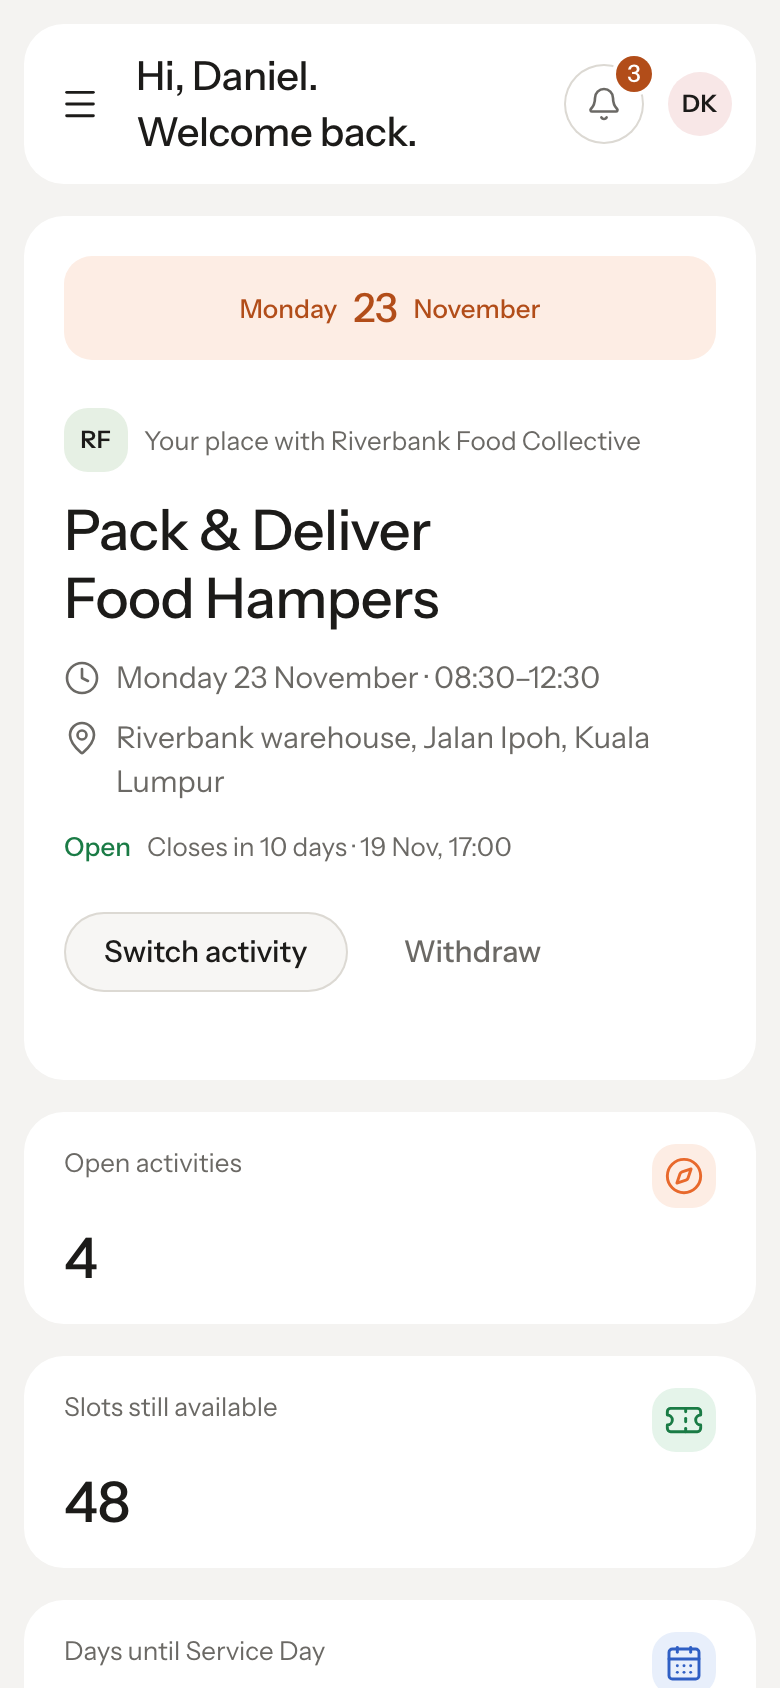 Hi, Daniel.
Welcome back.
3
DK
Monday 23 November
RF
Your place with Riverbank Food Collective
Pack & Deliver
Food Hampers
Monday 23 November · 08:30–12:30
Riverbank warehouse, Jalan Ipoh, Kuala
Lumpur
Open Closes in 10 days · 19 Nov, 17:00
Switch activity
Withdraw
Open activities
4
Slots still available
48
Days until Service Day